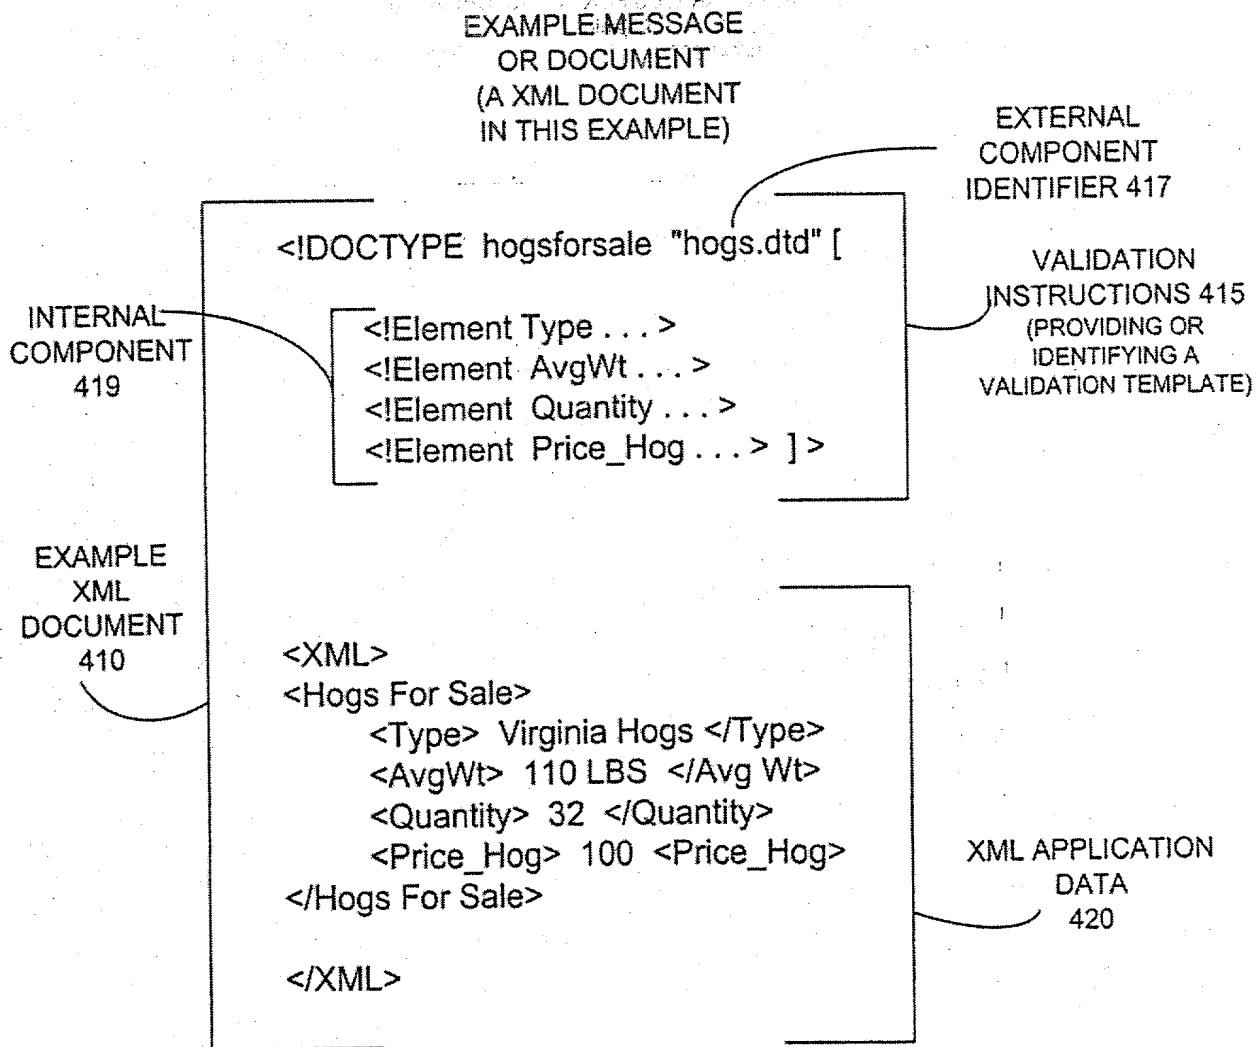 EXAMPLE MESSAGE
OR DOCUMENT
(A XML DOCUMENT
IN THIS EXAMPLE)
EXTERNAL
COMPONENT
IDENTIFIER 417
<!DOCTYPE hogsforsale "hogs.dtd" [
VALIDATION
INSTRUCTIONS 415
(PROVIDING OR
IDENTIFYING A
VALIDATION TEMPLATE)
INTERNAL
COMPONENT
419
<!Element Type . . . >
<!Element AvgWt . . . >
<!Element Quantity . . . >
<!Element Price_Hog . . . > ] >
EXAMPLE
XML
DOCUMENT
410
<XML>
<Hogs For Sale>
<Type> Virginia Hogs </Type>
<AvgWt> 110 LBS </Avg Wt>
<Quantity> 32 </Quantity>
<Price_Hog> 100 <Price_Hog>
</Hogs For Sale>
</XML>
XML APPLICATION
DATA
420